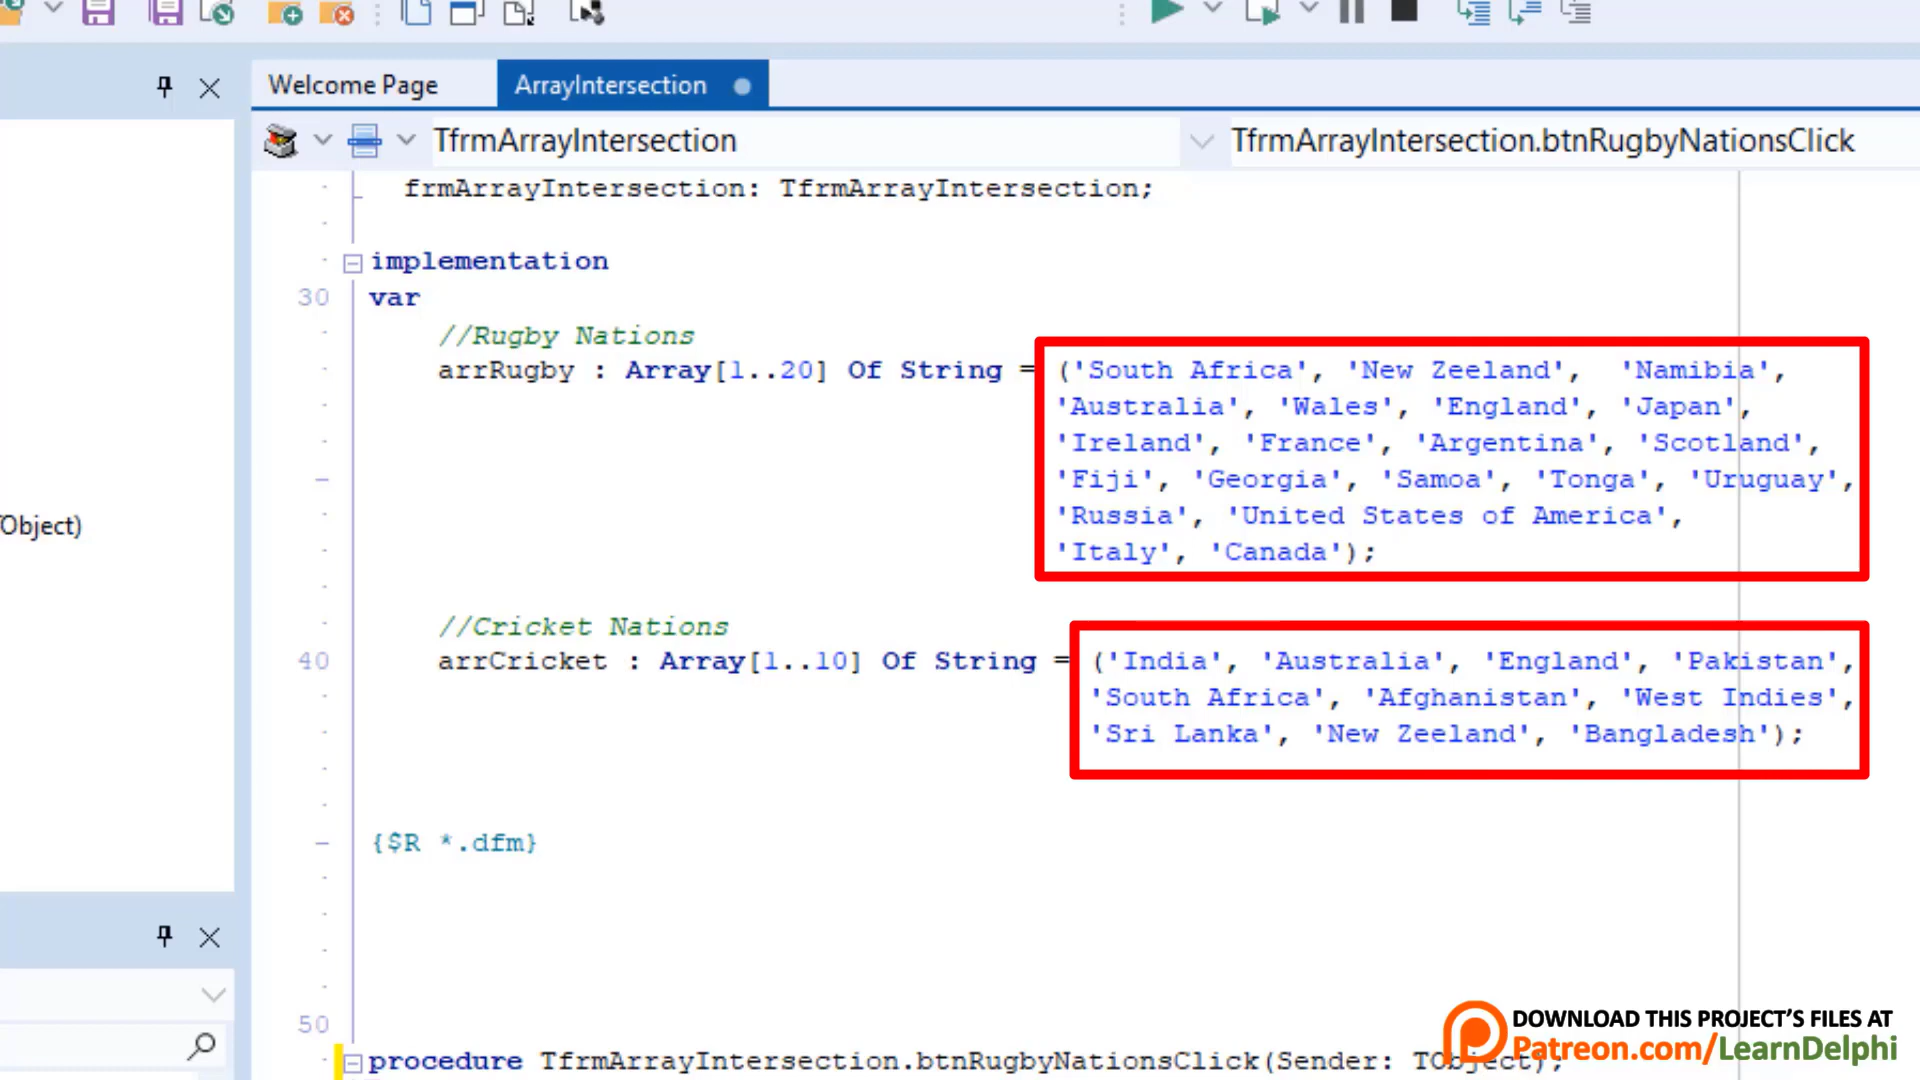 Welcome Page
ArrayIntersection
TfrmArrayIntersection
TfrmArrayIntersection.btnRugbyNationsClick
frmArrayIntersection: TfrmArrayIntersection;
implementation
30 var
//Rugby Nations
arrRugby : Array[1..20] Of String = ('South Africa', 'New Zeeland', 'Namibia',
'Australia', 'Wales', 'England', 'Japan',
'Ireland', 'France', 'Argentina', 'Scotland',
'Fiji', 'Georgia', 'Samoa', 'Tonga', 'Uruguay',
'Russia', 'United States of America',
Object)
'Italy', 'Canada');
//Cricket Nations
40 arrCricket : Array[1..10] Of String = ('India', 'Australia', 'England', 'Pakistan',
'South Africa', 'Afghanistan', 'West Indies',
'Sri Lanka', 'New Zeeland', 'Bangladesh');
{$R *.dfm}
50
procedure TfrmArrayIntersection.btnRugbyNationsClick(Sender: TObject);
DOWNLOAD THIS PROJECT'S FILES AT
Patreon.com/LearnDelphi